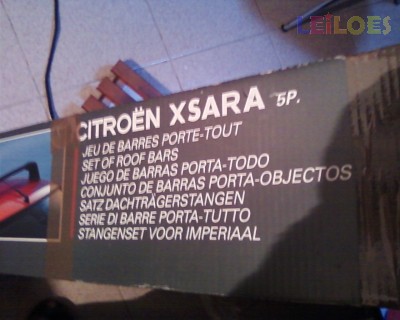 LEILOES
CITROËN XSARA 5P.
JEU DE BARRES PORTE-TOUT
SET OF ROOF BARS
JUEGO DE BARRAS PORTA-TODO
CONJUNTO DE BARRAS PORTA-OBJECTOS
SATZ DACHTRÄGERSTANGEN
SERIE DI BARRE PORTA-TUTTO
STANGENSET VOOR IMPERIAAL